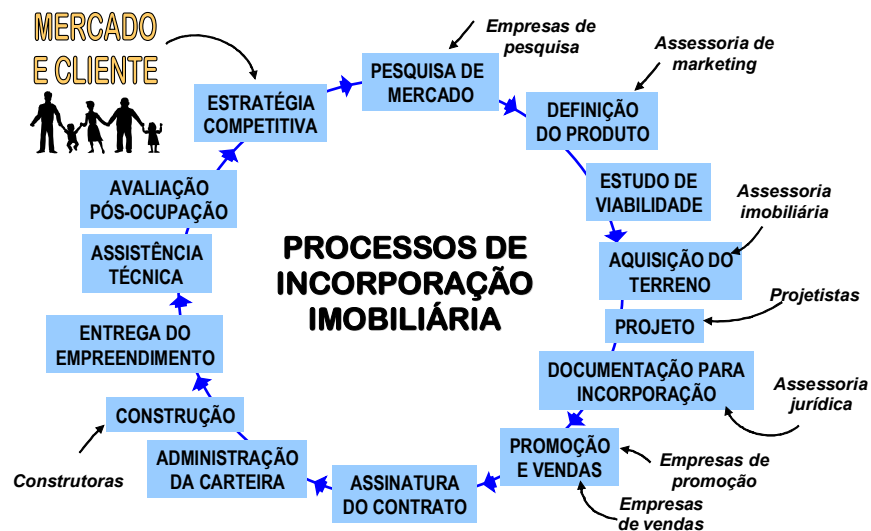 MERCADO
E CLIENTE
Empresas de
pesquisa
PESQUISA DE
MERCADO
Assessoria de
marketing
ESTRATÉGIA
COMPETITIVA
DEFINIÇÃO
DO PRODUTO
ESTUDO DE
VIABILIDADE
Assessoria
imobiliária
AQUISIÇÃO DO
TERRENO
Projetistas
PROJETO
DOCUMENTAÇÃO PARA
INCORPORAÇÃO
Assessoria
jurídica
PROMOÇÃO
E VENDAS
Empresas de
promoção
Empresas
de vendas
ASSINATURA
DO CONTRATO
ADMINISTRAÇÃO
DA CARTEIRA
CONSTRUÇÃO
Construtoras
ENTREGA DO
EMPREENDIMENTO
ASSISTÊNCIA
TÉCNICA
AVALIAÇÃO
PÓS-OCUPAÇÃO
PROCESSOS DE
INCORPORAÇÃO
IMOBILIÁRIA